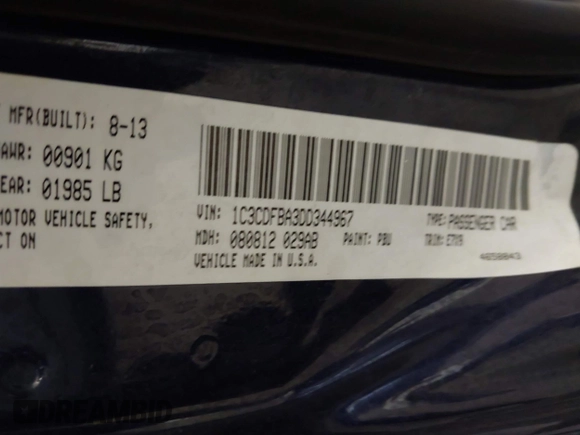 MFR(BUILT): 8-13
AWR: 00901 KG
EAR: 01985 LB
MOTOR VEHICLE SAFETY,
CT ON
VIN: 1C3CDFBA3DD344967
TYPE: PASSENGER CAR
MDH: 080812 029AB
PAINT: PBU
TRIM: E7X9
VEHICLE MADE IN U.S.A.
DREAMBID